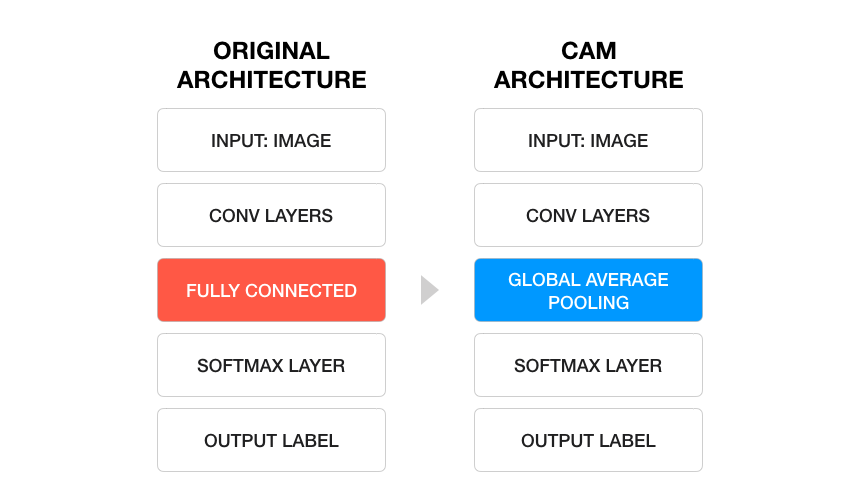 ORIGINAL
ARCHITECTURE
INPUT: IMAGE
CONV LAYERS
FULLY CONNECTED
SOFTMAX LAYER
OUTPUT LABEL
CAM
ARCHITECTURE
INPUT: IMAGE
CONV LAYERS
GLOBAL AVERAGE
POOLING
SOFTMAX LAYER
OUTPUT LABEL